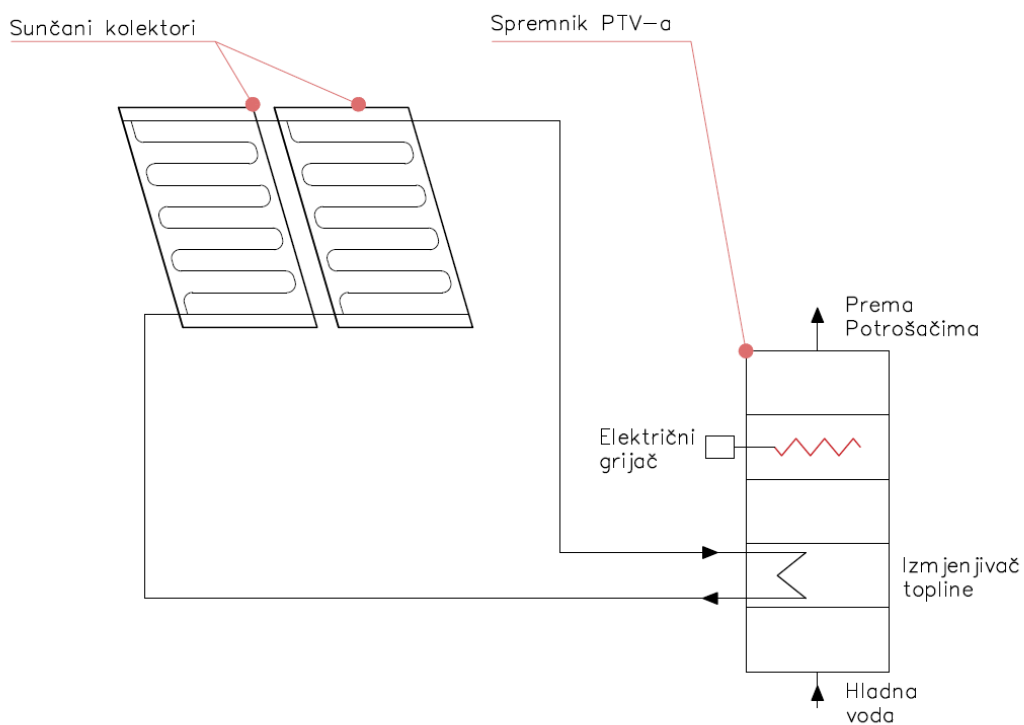 Sunčani kolektori
Spremnik PTV-a
Prema
Potrošačima
Električni
grijač
Izmjenjivač
topline
Hladna
voda